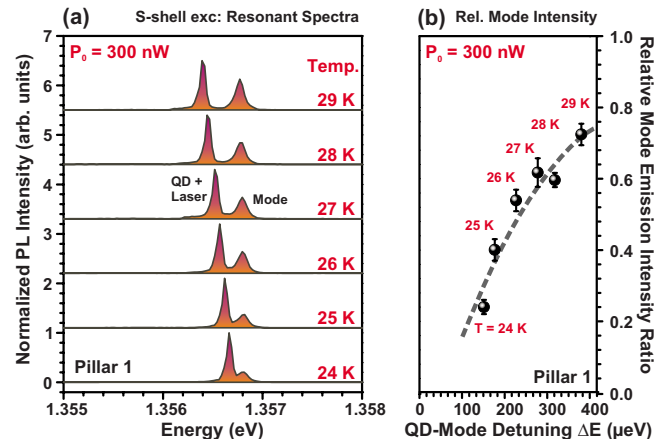 (a) S-shell exc: Resonant Spectra
P₀ = 300 nW
Temp.
29 K
28 K
QD +
Laser
Mode
27 K
26 K
25 K
Pillar 1
24 K
Normalized PL Intensity (arb. units)
0
1
2
3
4
5
6
7
8
1.355
1.356
1.357
1.358
Energy (eV)
(b) Rel. Mode Intensity
P₀ = 300 nW
29 K
28 K
27 K
26 K
25 K
T = 24 K
Pillar 1
0.0
0.2
0.4
0.6
0.8
1.0
Relative Mode Emission Intensity Ratio
0
100
200
300
400
QD-Mode Detuning ΔE (µeV)